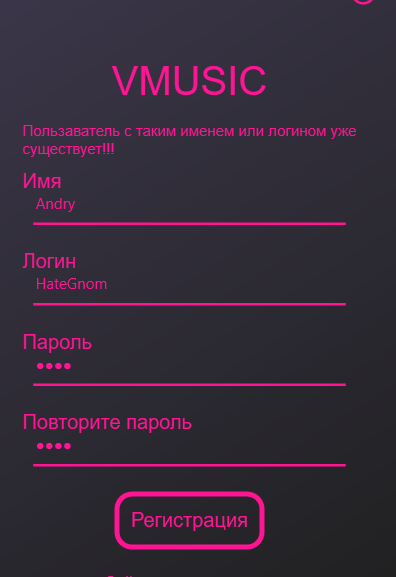 VMUSIC
Пользаватель с таким именем или логином уже
существует!!!
Имя
Andry
Логин
HateGnom
Пароль
••••
Повторите пароль
••••
Регистрация